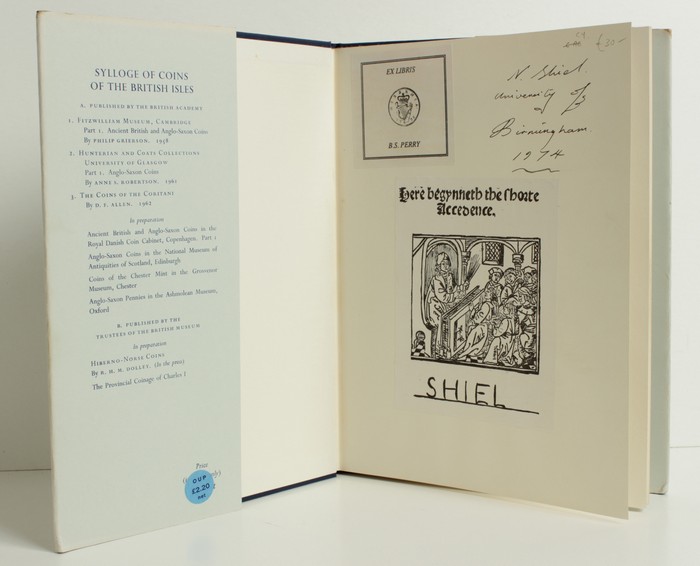 SYLLOGE OF COINS
OF THE BRITISH ISLES
A. PUBLISHED BY THE BRITISH ACADEMY
1. FITZWILLIAM MUSEUM, CAMBRIDGE
Part 1. Ancient British and Anglo-Saxon Coins
By PHILIP GRIERSON. 1958
2. HUNTERIAN AND COATS COLLECTIONS
UNIVERSITY OF GLASGOW
Part 1. Anglo-Saxon Coins
By ANNE S. ROBERTSON. 1961
3. THE COINS OF THE CORITANI
By D. F. ALLEN. 1962
In preparation
Ancient British and Anglo-Saxon Coins in the
Royal Danish Coin Cabinet, Copenhagen. Part 1
Anglo-Saxon Coins in the National Museum of
Antiquities of Scotland, Edinburgh
Coins of the Chester Mint in the Grosvenor
Museum, Chester
Anglo-Saxon Pennies in the Ashmolean Museum,
Oxford
B. PUBLISHED BY THE
TRUSTEES OF THE BRITISH MUSEUM
In preparation
HIBERNO-NORSE COINS
By R. H. M. DOLLEY. (In the press)
The Provincial Coinage of Charles I
Price
OUP
£2.20
net
EX LIBRIS
B.S. PERRY
£30-
N. Shiel
University of
Birmingham.
1974
Here begynneth the shorte
Accedence.
SHIEL